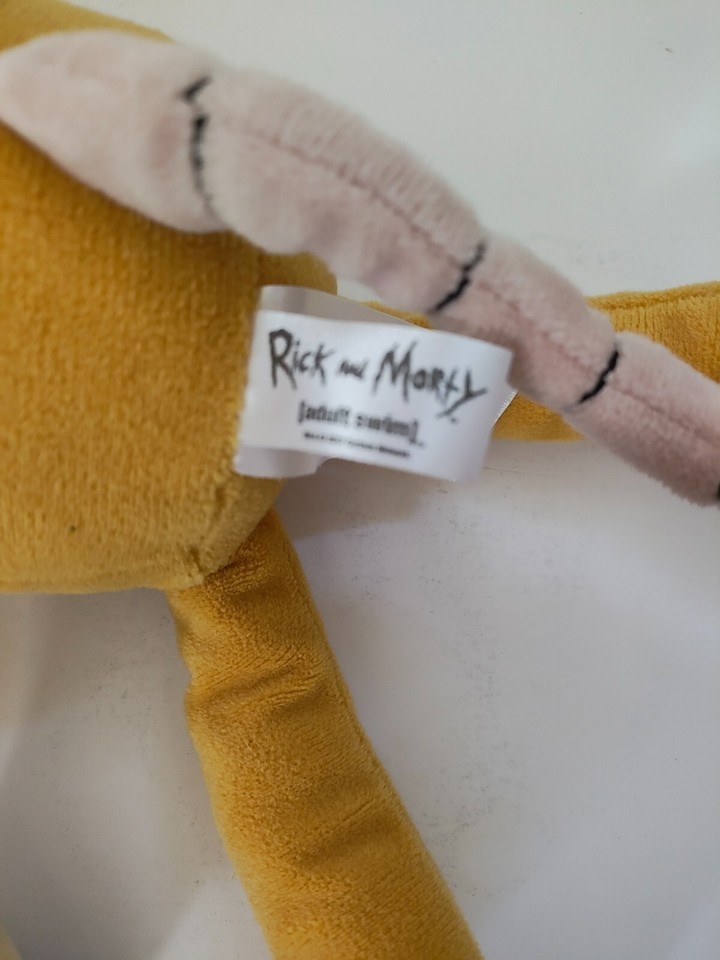 Rick and Morty
[adult swim]